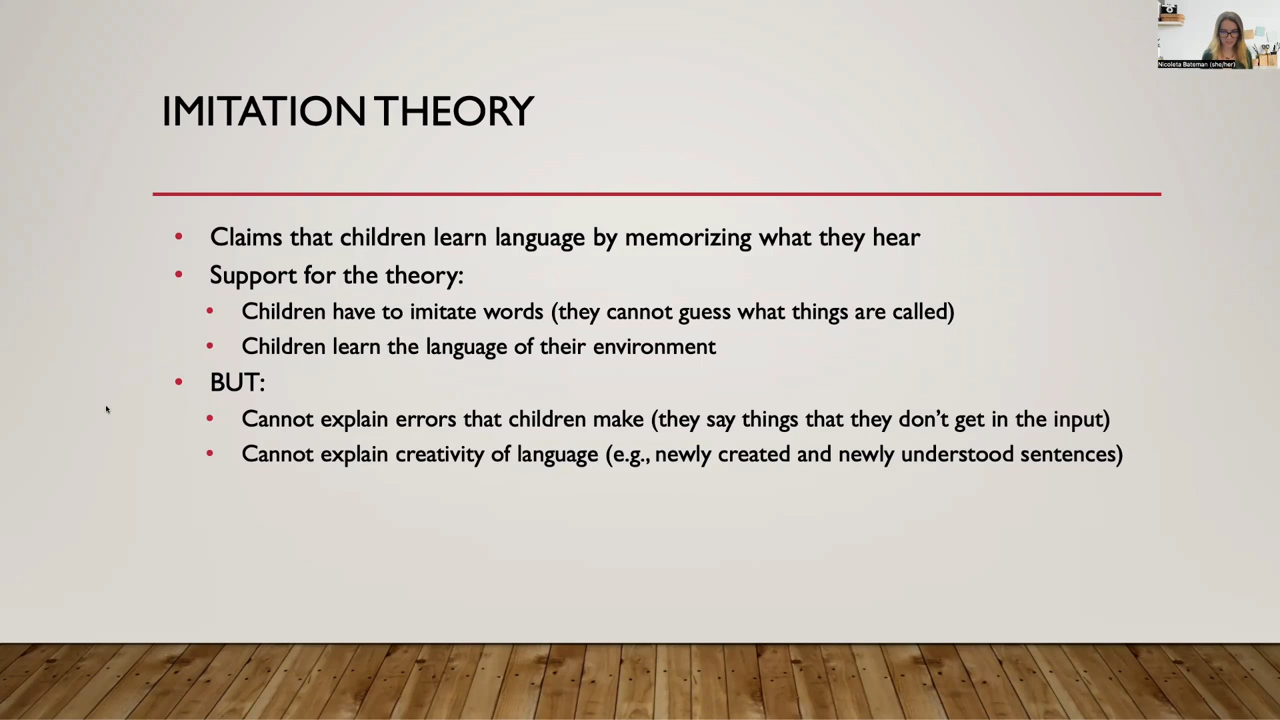 Nicoleta Bateman (she/her)
IMITATION THEORY
• Claims that children learn language by memorizing what they hear
• Support for the theory:
• Children have to imitate words (they cannot guess what things are called)
• Children learn the language of their environment
• BUT:
• Cannot explain errors that children make (they say things that they don’t get in the input)
• Cannot explain creativity of language (e.g., newly created and newly understood sentences)